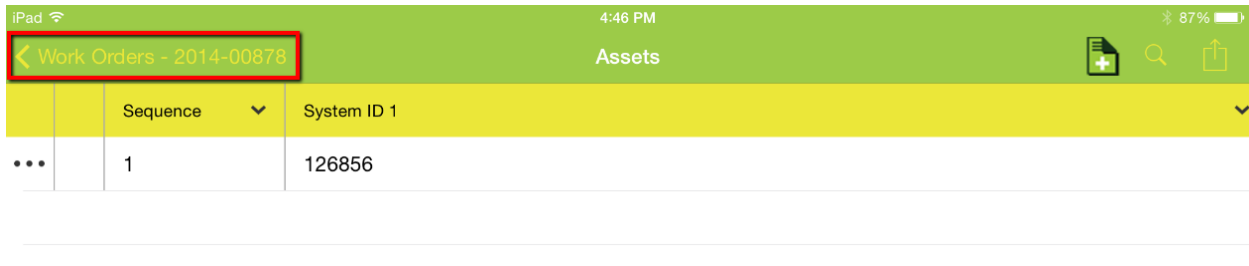 iPad 4:46 PM 87%
Work Orders - 2014-00878 Assets
Sequence System ID 1
1 126856